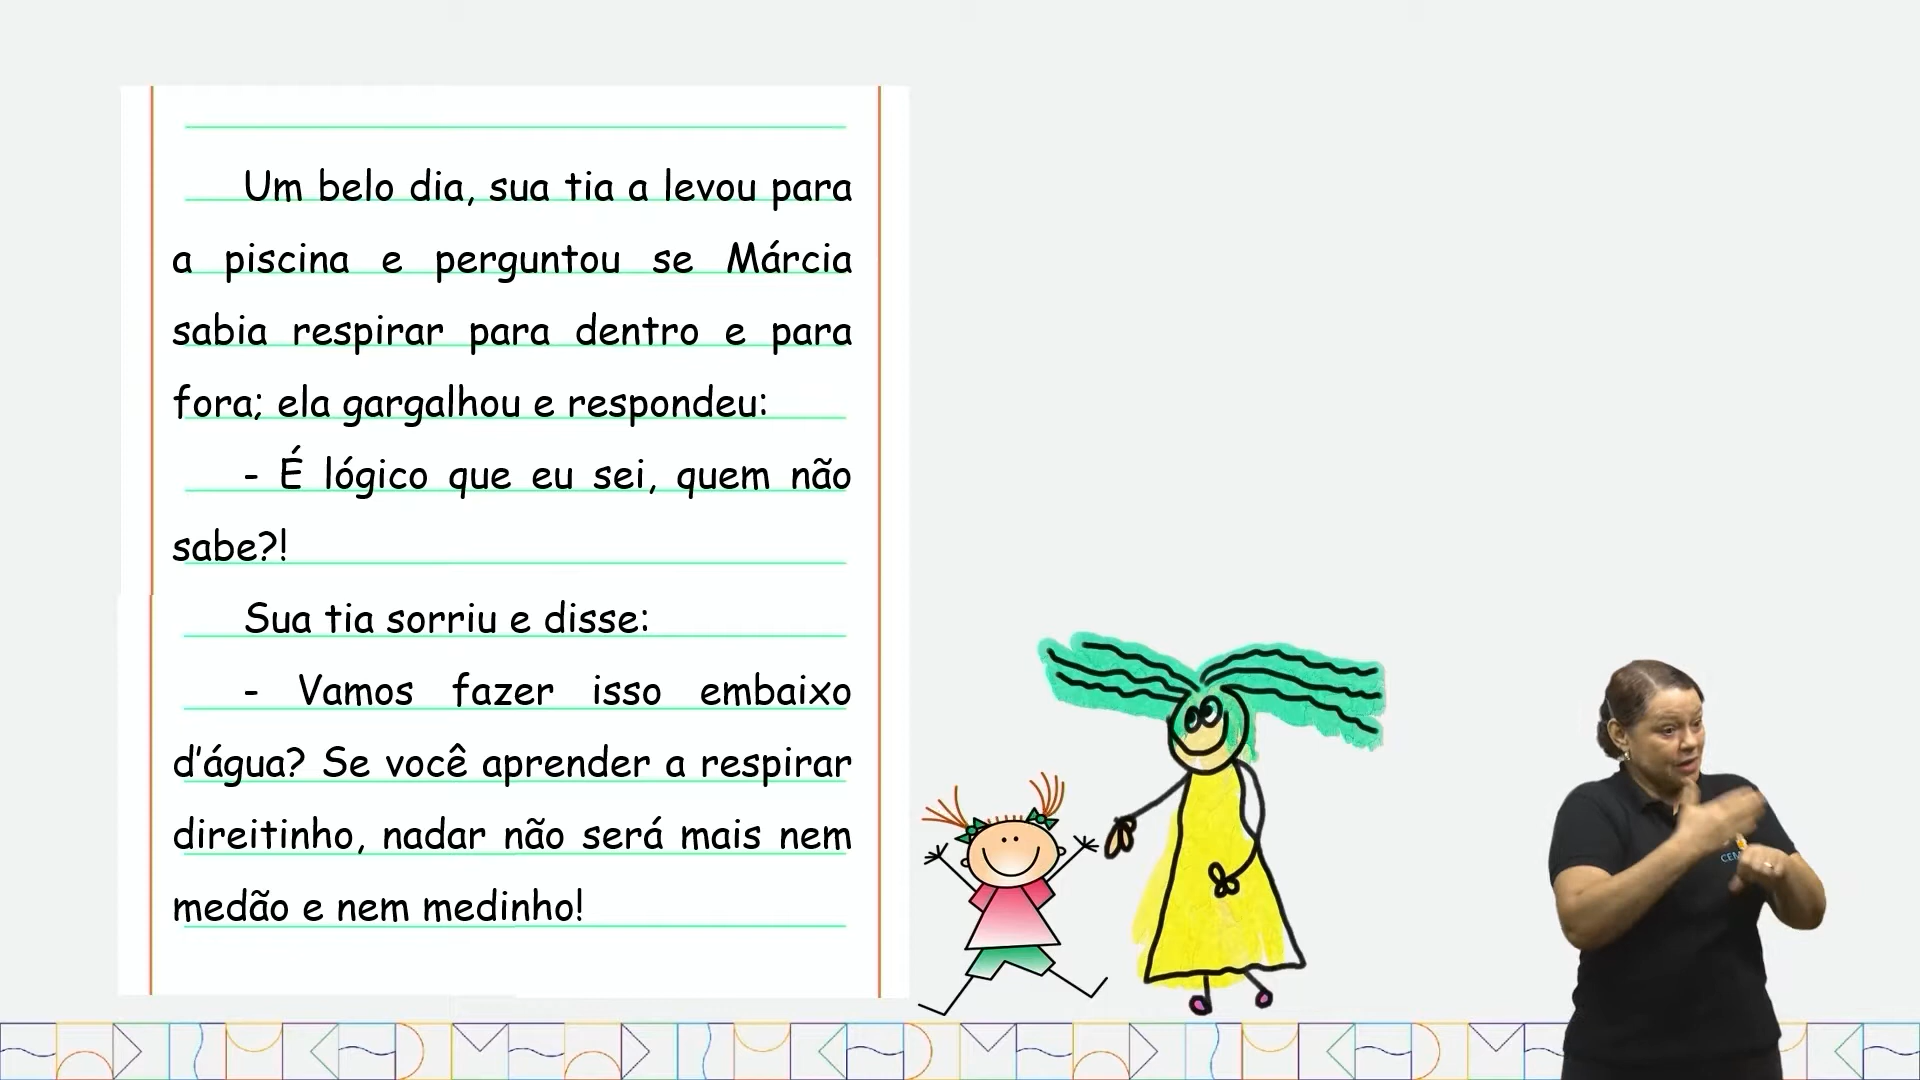 Um belo dia, sua tia a levou para
a piscina e perguntou se Márcia
sabia respirar para dentro e para
fora; ela gargalhou e respondeu:
- É lógico que eu sei, quem não
sabe?!
Sua tia sorriu e disse:
- Vamos fazer isso embaixo
d'água? Se você aprender a respirar
direitinho, nadar não será mais nem
medão e nem medinho!